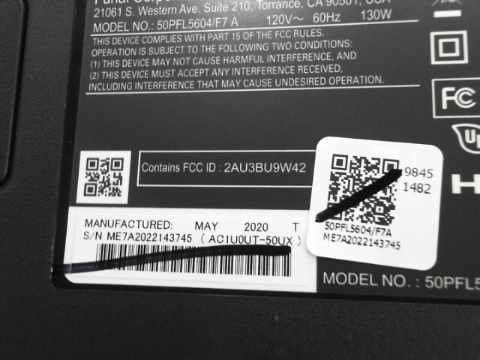 21061 S. Western Ave. Suite 210, Torrance, CA 90501, USA
MODEL NO. : 50PFL5604/F7 A 120V~ 60Hz 130W
THIS DEVICE COMPLIES WITH PART 15 OF THE FCC RULES.
OPERATION IS SUBJECT TO THE FOLLOWING TWO CONDITIONS:
(1) THIS DEVICE MAY NOT CAUSE HARMFUL INTERFERENCE, AND
(2) THIS DEVICE MUST ACCEPT ANY INTERFERENCE RECEIVED,
INCLUDING INTERFERENCE THAT MAY CAUSE UNDESIRED OPERATION.
FC
Contains FCC ID : 2AU3BU9W42
9845
1482
50PFL5604/F7A
ME7A2022143745
MANUFACTURED: MAY 2020 T
S/N ME7A2022143745 (AC1U0UT-50UX)
MODEL NO. : 50PFL5